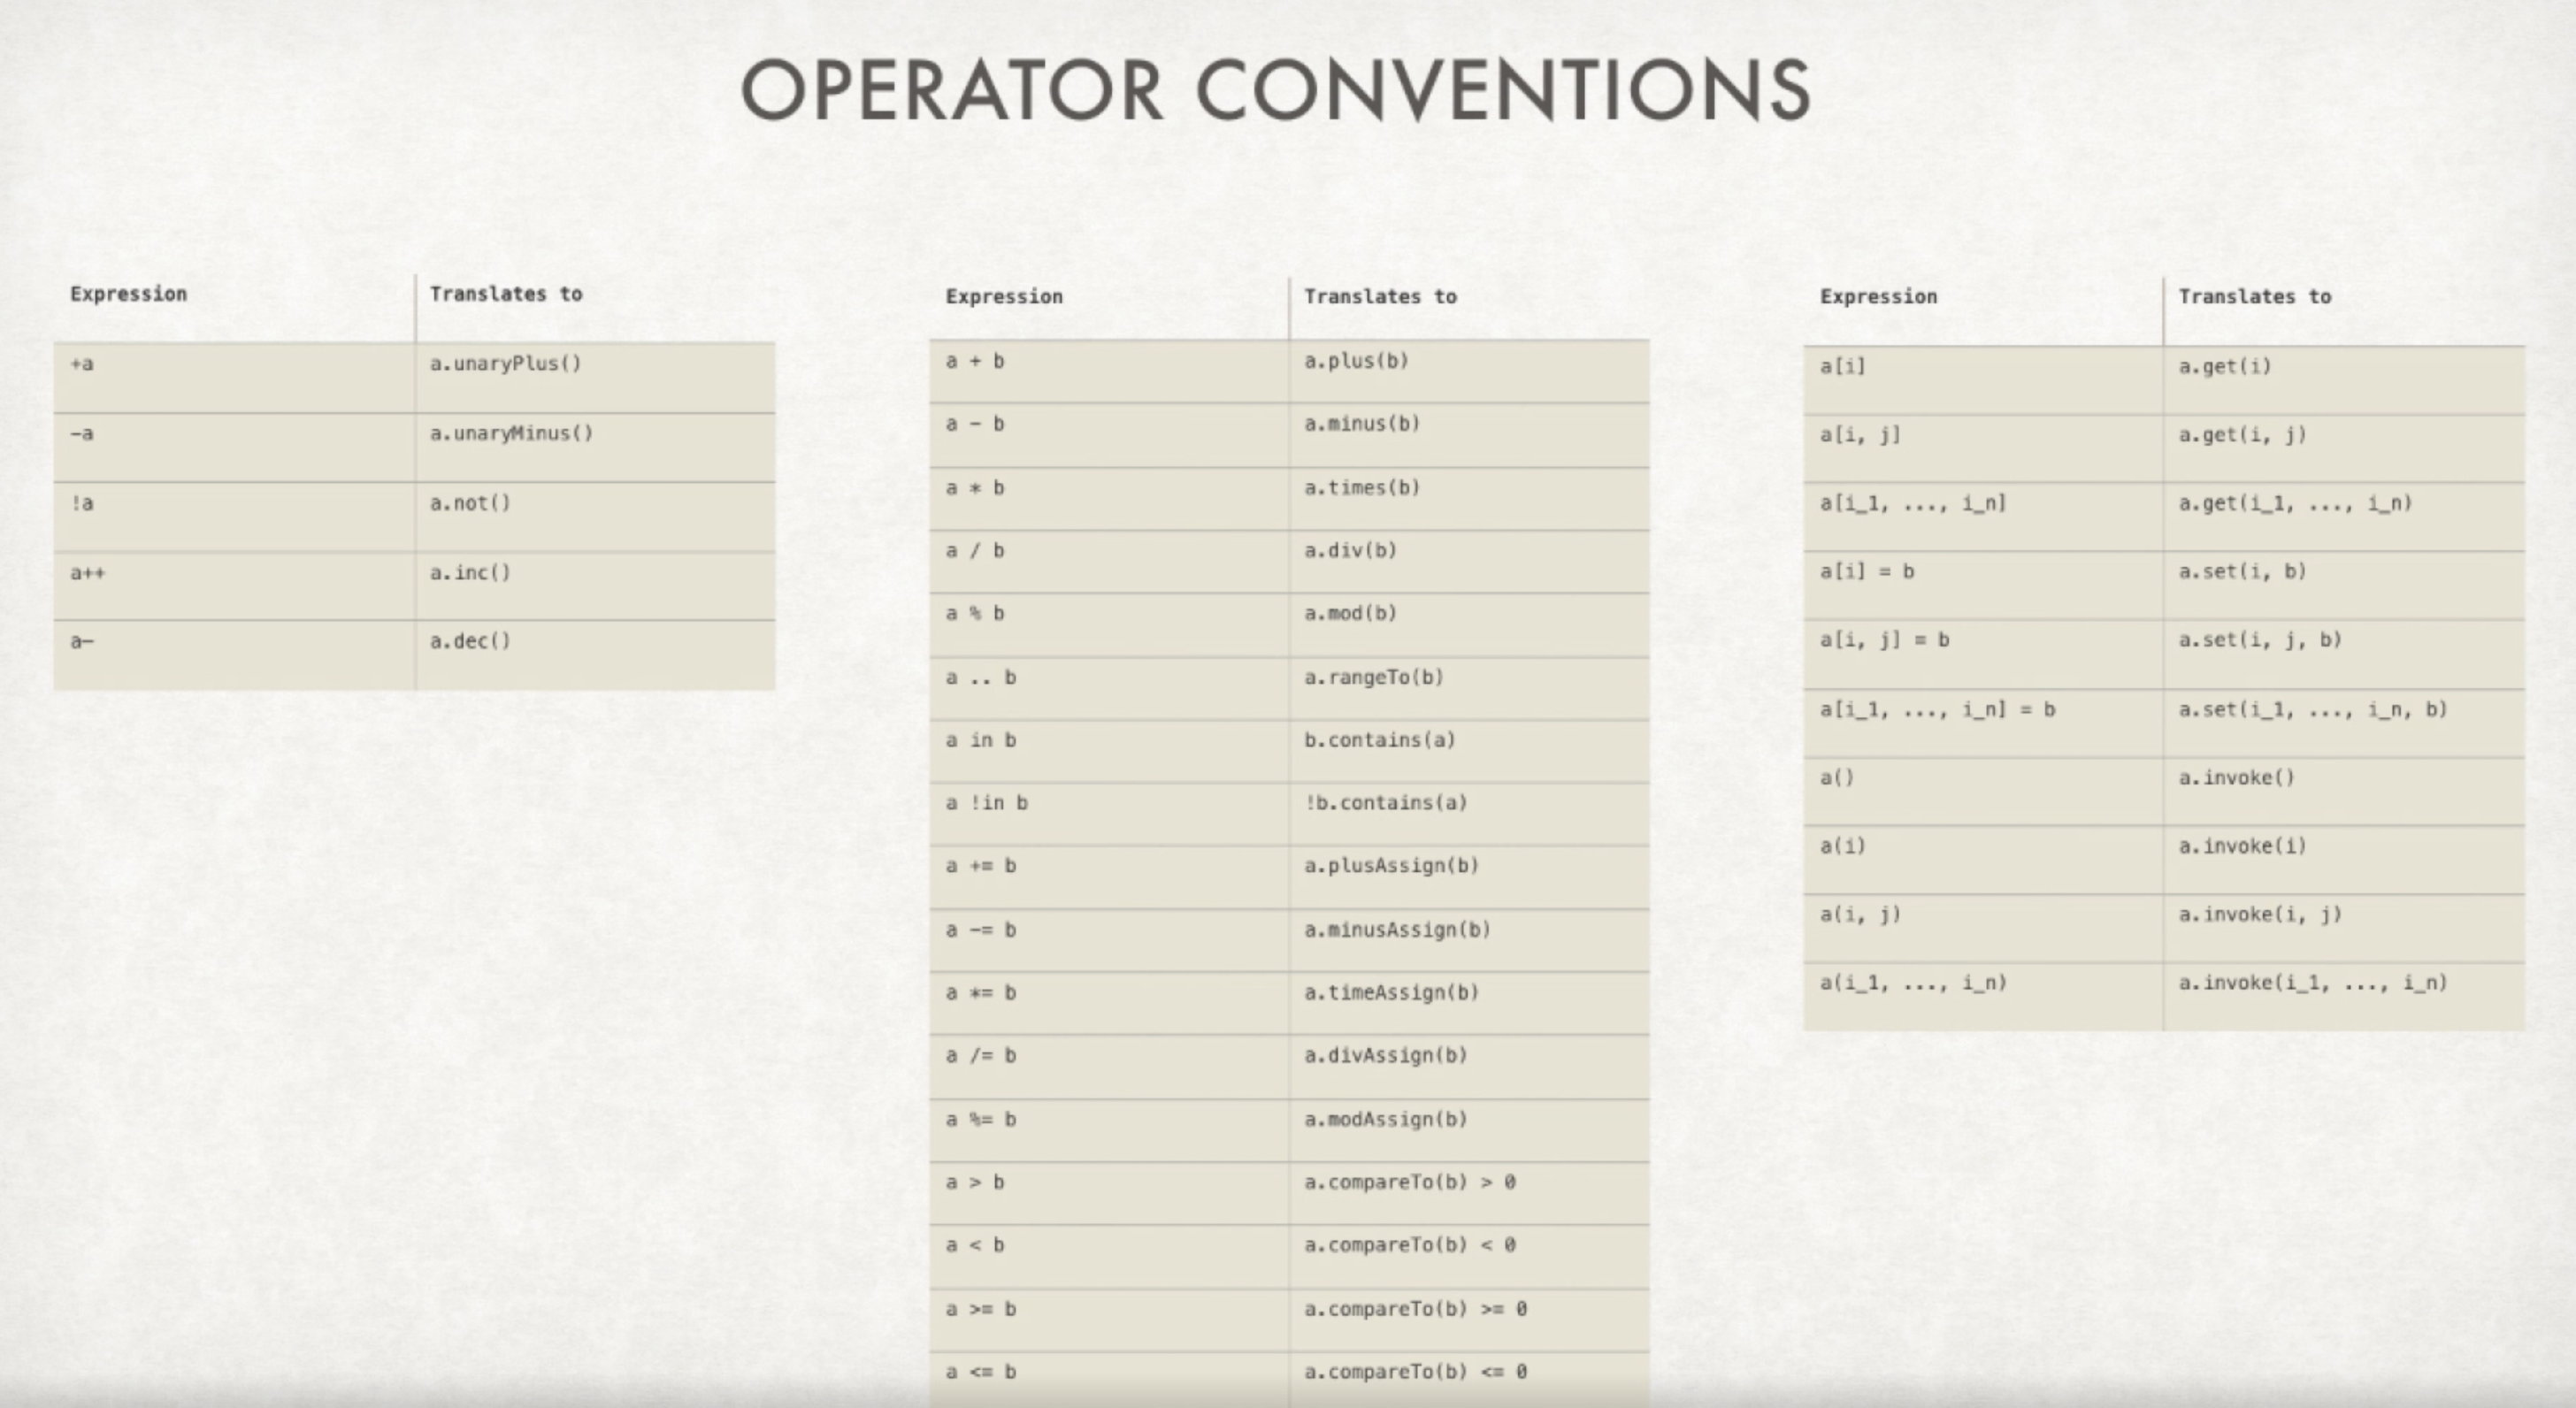 OPERATOR CONVENTIONS
Expression Translates to
+a a.unaryPlus()
-a a.unaryMinus()
!a a.not()
a++ a.inc()
a— a.dec()
Expression Translates to
a + b a.plus(b)
a - b a.minus(b)
a * b a.times(b)
a / b a.div(b)
a % b a.mod(b)
a .. b a.rangeTo(b)
a in b b.contains(a)
a !in b !b.contains(a)
a += b a.plusAssign(b)
a -= b a.minusAssign(b)
a *= b a.timeAssign(b)
a /= b a.divAssign(b)
a %= b a.modAssign(b)
a > b a.compareTo(b) > 0
a < b a.compareTo(b) < 0
a >= b a.compareTo(b) >= 0
a <= b a.compareTo(b) <= 0
Expression Translates to
a[i] a.get(i)
a[i, j] a.get(i, j)
a[i_1, ..., i_n] a.get(i_1, ..., i_n)
a[i] = b a.set(i, b)
a[i, j] = b a.set(i, j, b)
a[i_1, ..., i_n] = b a.set(i_1, ..., i_n, b)
a() a.invoke()
a(i) a.invoke(i)
a(i, j) a.invoke(i, j)
a(i_1, ..., i_n) a.invoke(i_1, ..., i_n)